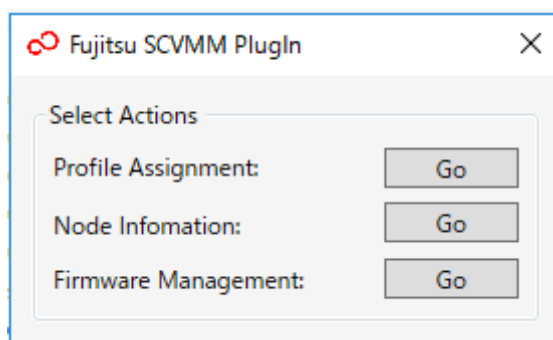 Fujitsu SCVMM PlugIn
Select Actions
Profile Assignment: Go
Node Infomation: Go
Firmware Management: Go